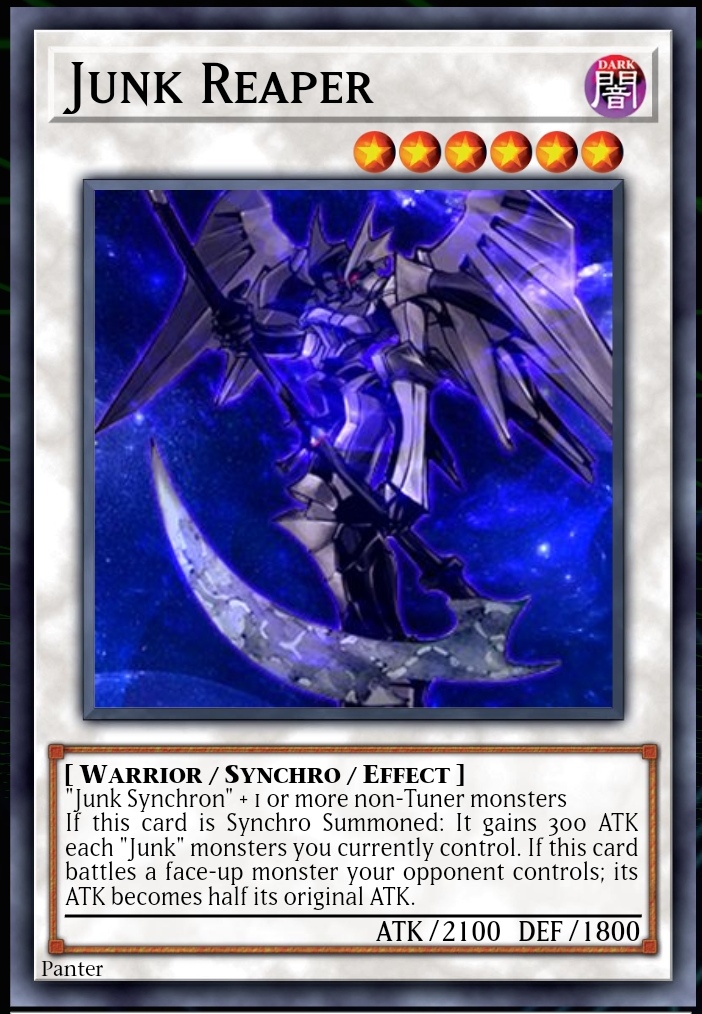 Junk Reaper
DARK
闇
[ Warrior / Synchro / Effect ]
"Junk Synchron" + 1 or more non-Tuner monsters
If this card is Synchro Summoned: It gains 300 ATK
each "Junk" monsters you currently control. If this card
battles a face-up monster your opponent controls; its
ATK becomes half its original ATK.
ATK/2100 DEF/1800
Panter